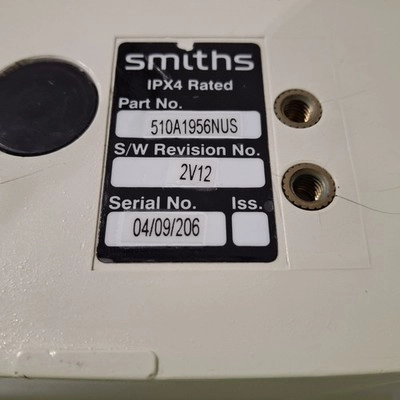 smiths
IPX4 Rated
Part No.
510A1956NUS
S/W Revision No.
2V12
Serial No. Iss.
04/09/206